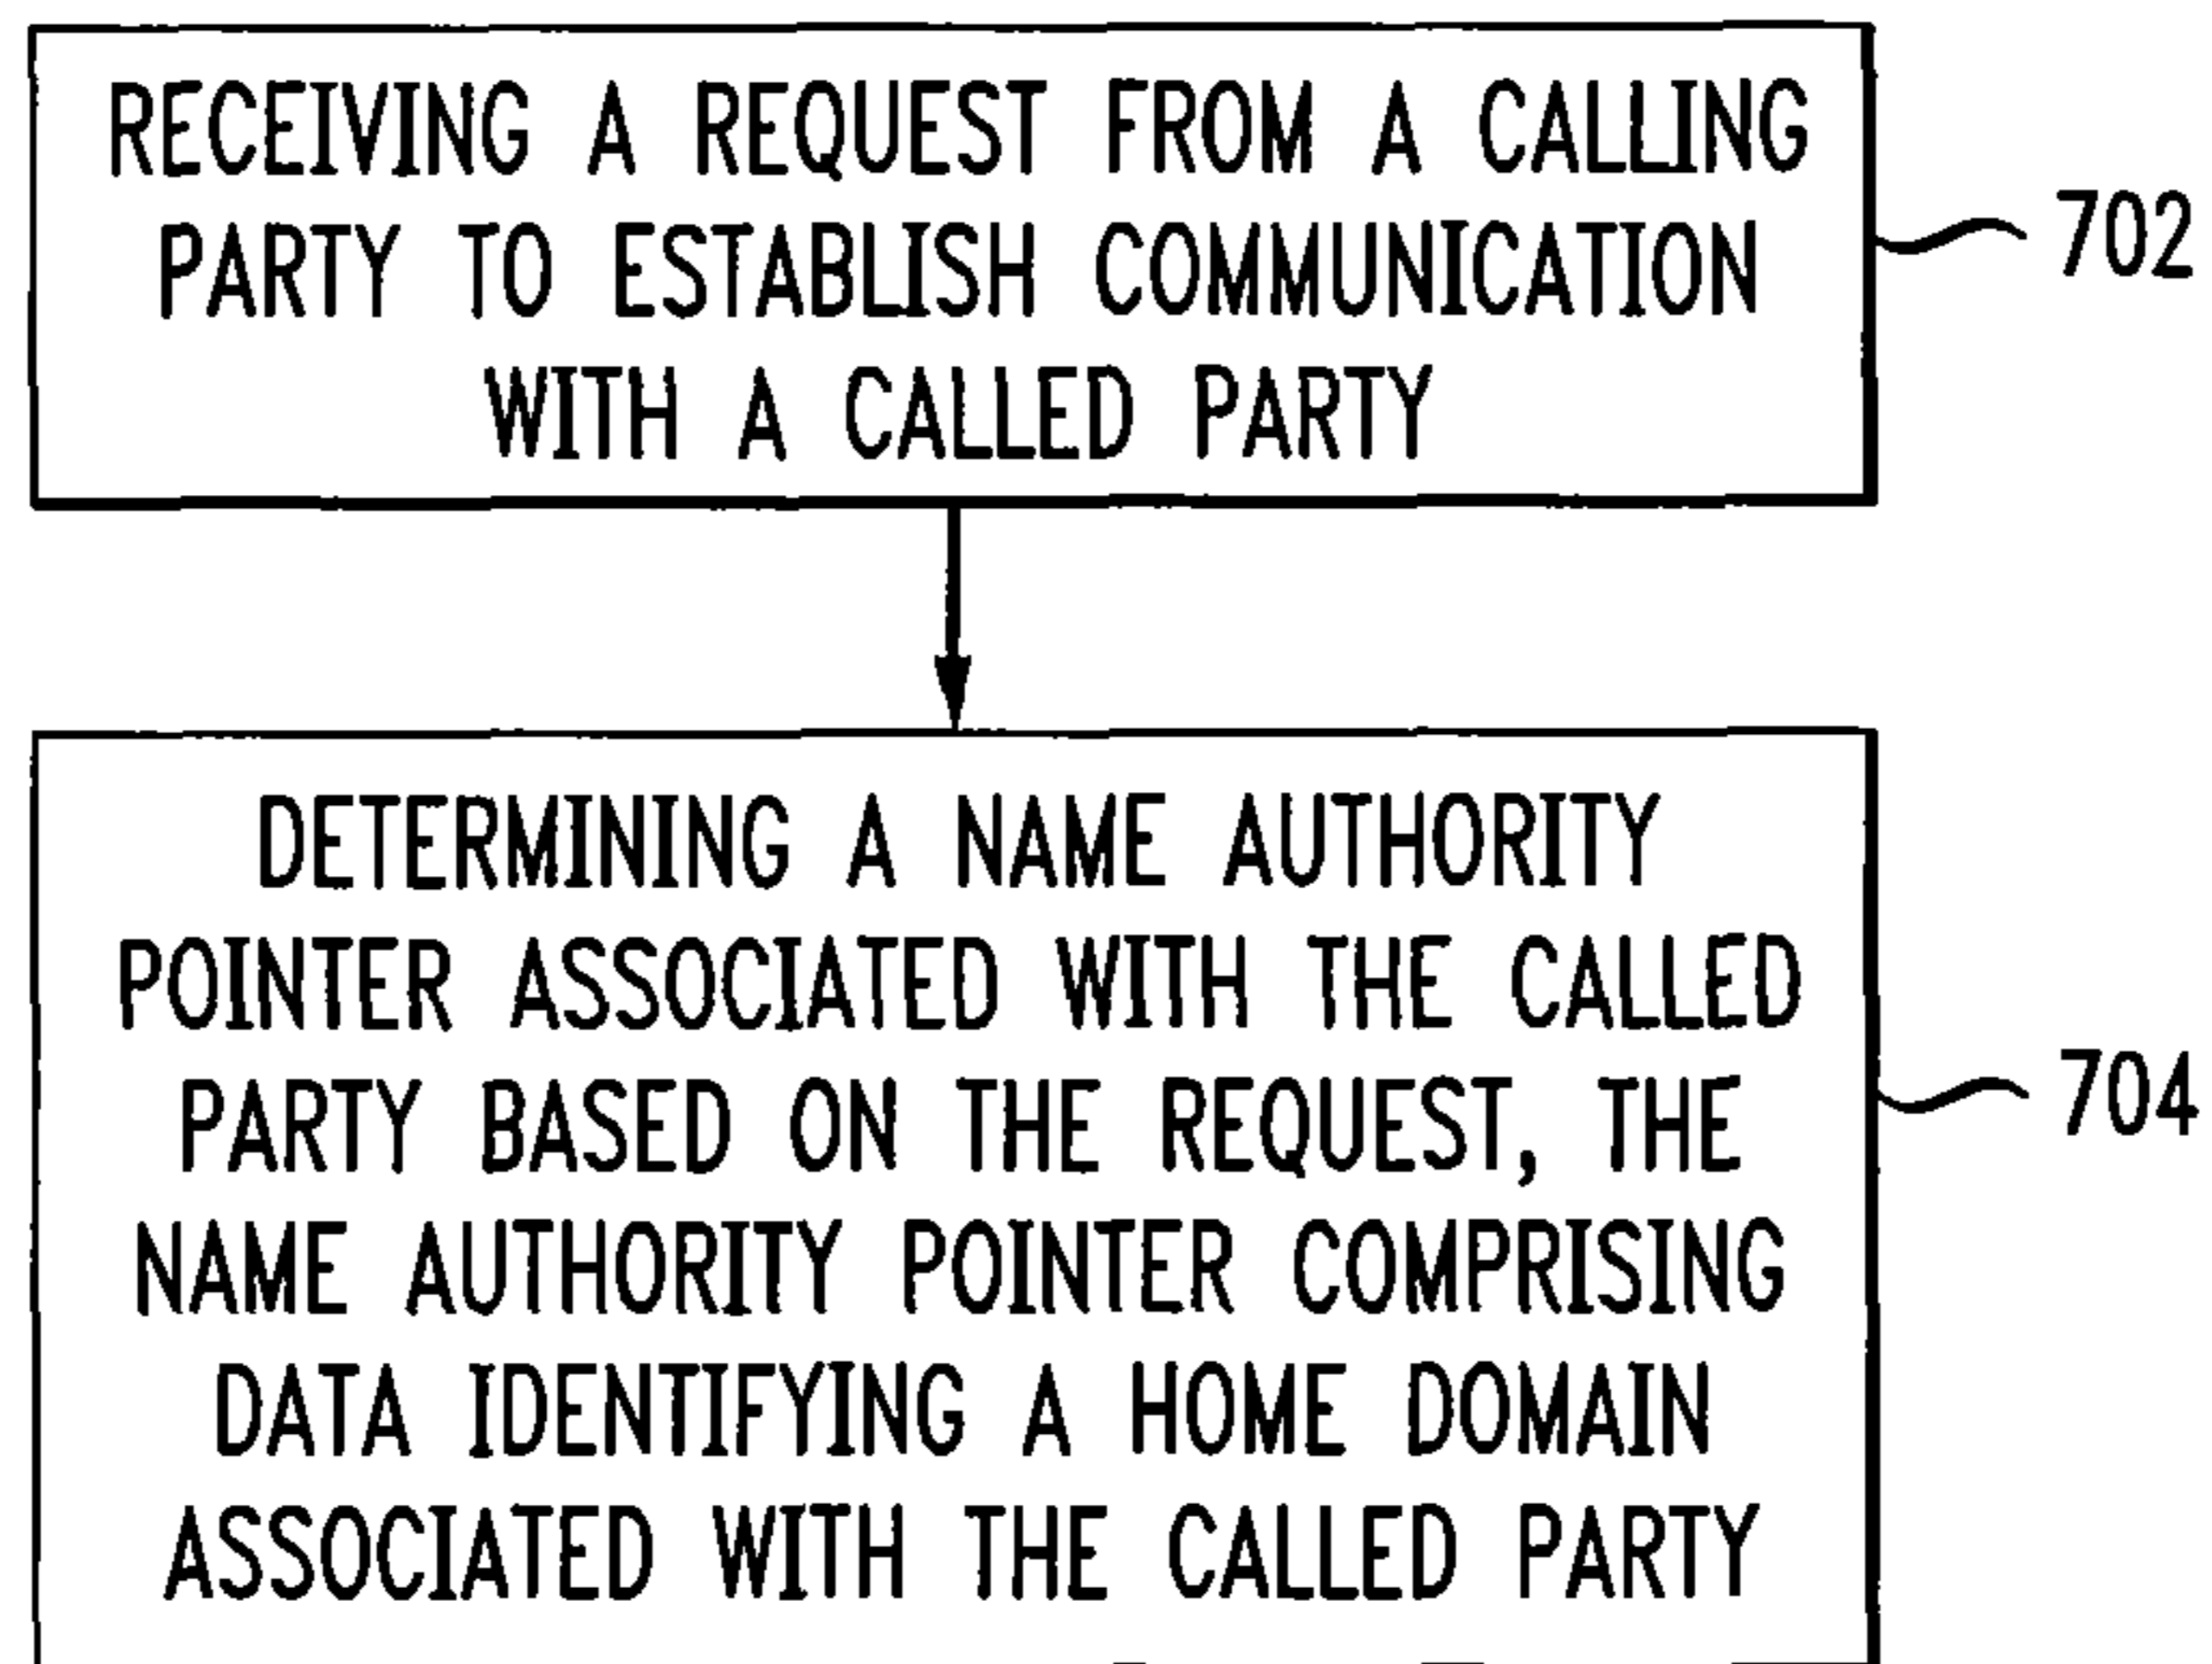 RECEIVING A REQUEST FROM A CALLING
PARTY TO ESTABLISH COMMUNICATION
WITH A CALLED PARTY
702
DETERMINING A NAME AUTHORITY
POINTER ASSOCIATED WITH THE CALLED
PARTY BASED ON THE REQUEST, THE
NAME AUTHORITY POINTER COMPRISING
DATA IDENTIFYING A HOME DOMAIN
ASSOCIATED WITH THE CALLED PARTY
704